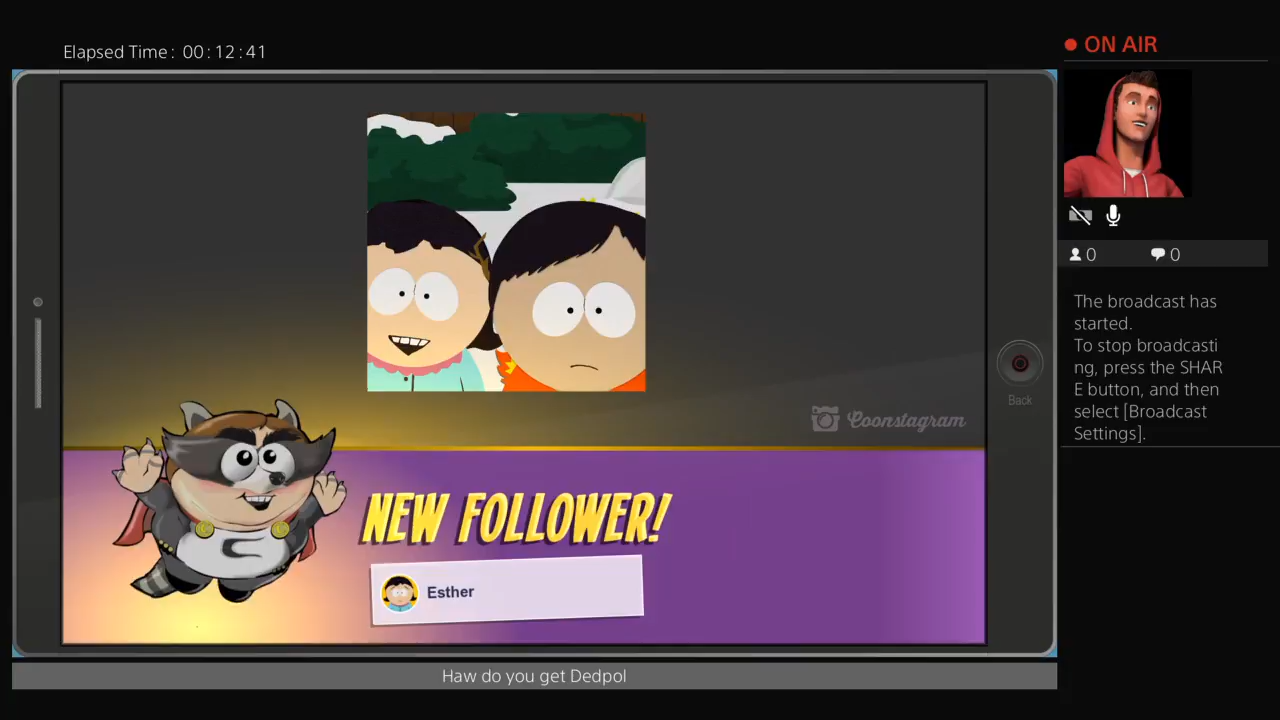 Elapsed Time: 00:12:41
ON AIR
0 0
The broadcast has
started.
To stop broadcasti
ng, press the SHAR
E button, and then
select [Broadcast
Settings].
Back
Coonstagram
NEW FOLLOWER!
Esther
Haw do you get Dedpol